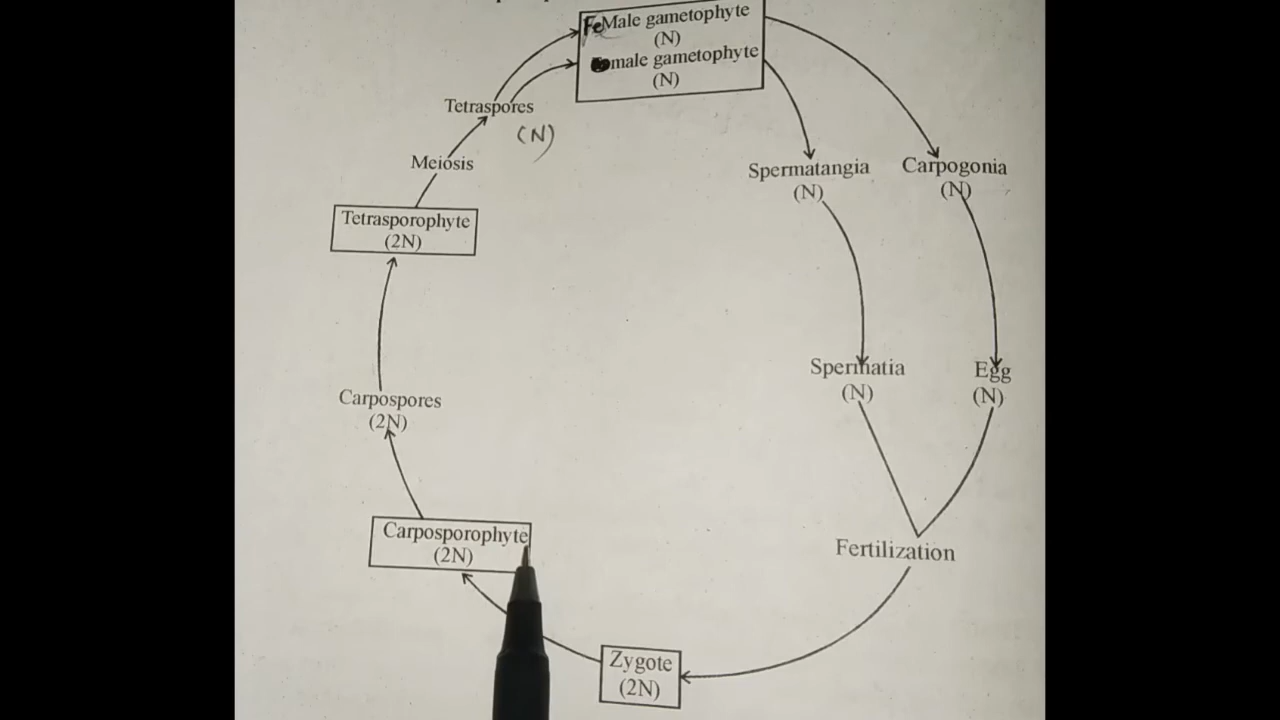 FeMale gametophyte
(N)
male gametophyte
(N)
Tetraspores
(N)
Meiosis
Spermatangia
(N)
Carpogonia
(N)
Tetrasporophyte
(2N)
Spermatia
(N)
Egg
(N)
Carpospores
(2N)
Carposporophyte
(2N)
Fertilization
Zygote
(2N)